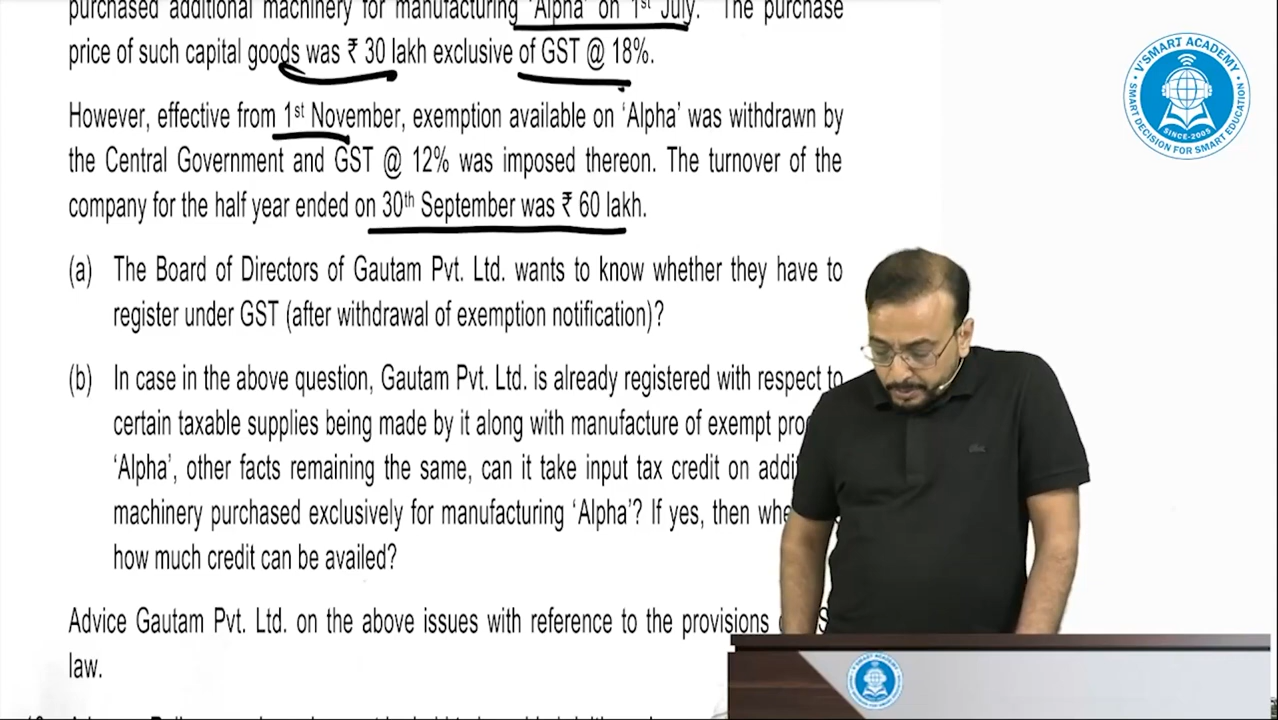 purchased additional machinery for manufacturing 'Alpha' on 1st July. The purchase
price of such capital goods was ₹ 30 lakh exclusive of GST @ 18%.
However, effective from 1st November, exemption available on 'Alpha' was withdrawn by
the Central Government and GST @ 12% was imposed thereon. The turnover of the
company for the half year ended on 30th September was ₹ 60 lakh.
(a) The Board of Directors of Gautam Pvt. Ltd. wants to know whether they have to
register under GST (after withdrawal of exemption notification)?
(b) In case in the above question, Gautam Pvt. Ltd. is already registered with respect to
certain taxable supplies being made by it along with manufacture of exempt
'Alpha', other facts remaining the same, can it take input tax credit on
machinery purchased exclusively for manufacturing 'Alpha'? If yes, then
how much credit can be availed?
Advice Gautam Pvt. Ltd. on the above issues with reference to the provisions
law.
V'SMART ACADEMY
SINCE-2005
SMART DECISION FOR SMART EDUCATION
V'SMART ACADEMY